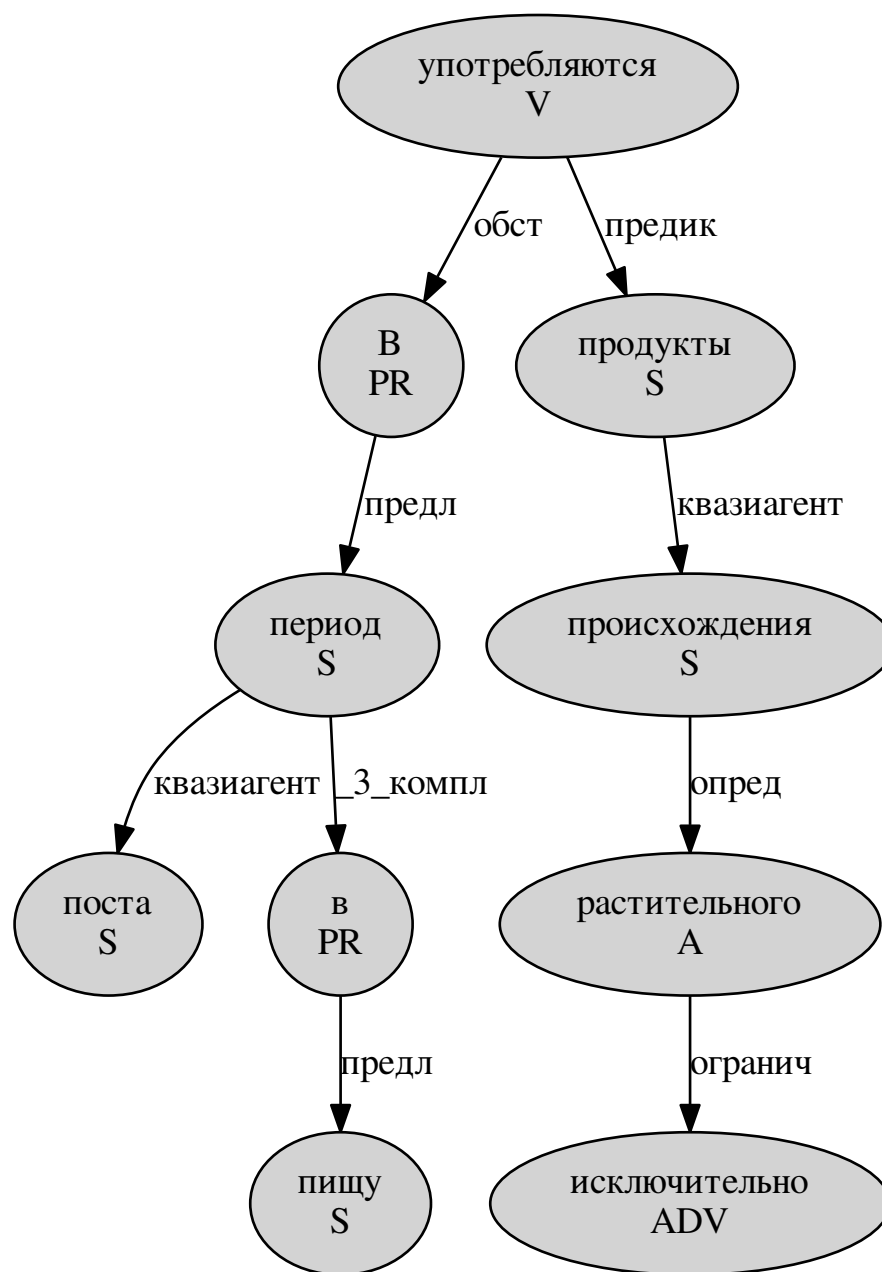 употребляются
V
обст
предик
В
PR
продукты
S
предл
квазиагент
период
S
происхождения
S
квазиагент
_3_компл
опред
поста
S
в
PR
растительного
A
предл
огранич
пищу
S
исключительно
ADV